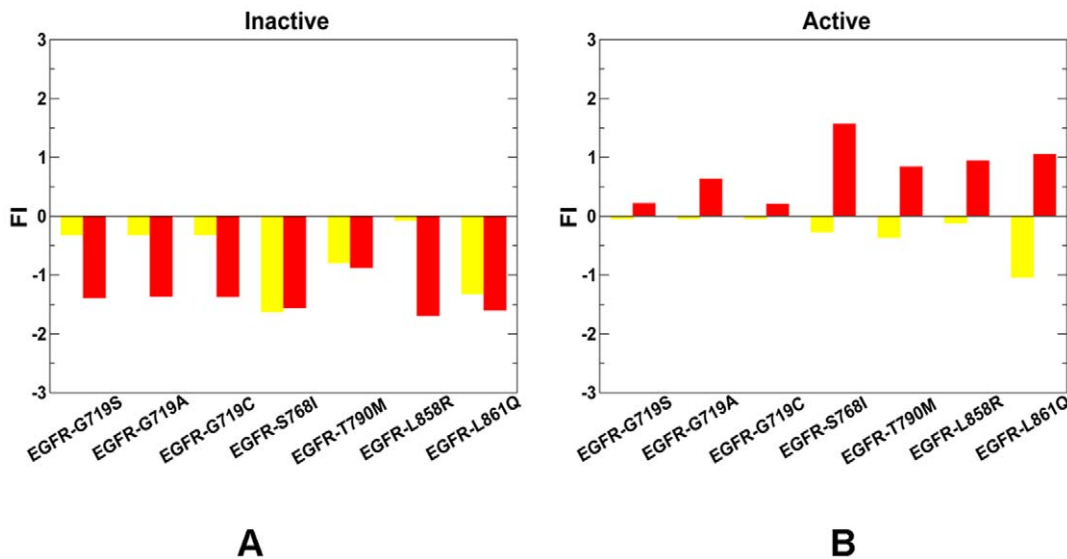 Inactive
3
2
1
0
-1
-2
-3
FI
EGFR-G719S
EGFR-G719A
EGFR-G719C
EGFR-S768I
EGFR-T790M
EGFR-L858R
EGFR-L861Q
A
Active
3
2
1
0
-1
-2
-3
FI
EGFR-G719S
EGFR-G719A
EGFR-G719C
EGFR-S768I
EGFR-T790M
EGFR-L858R
EGFR-L861Q
B